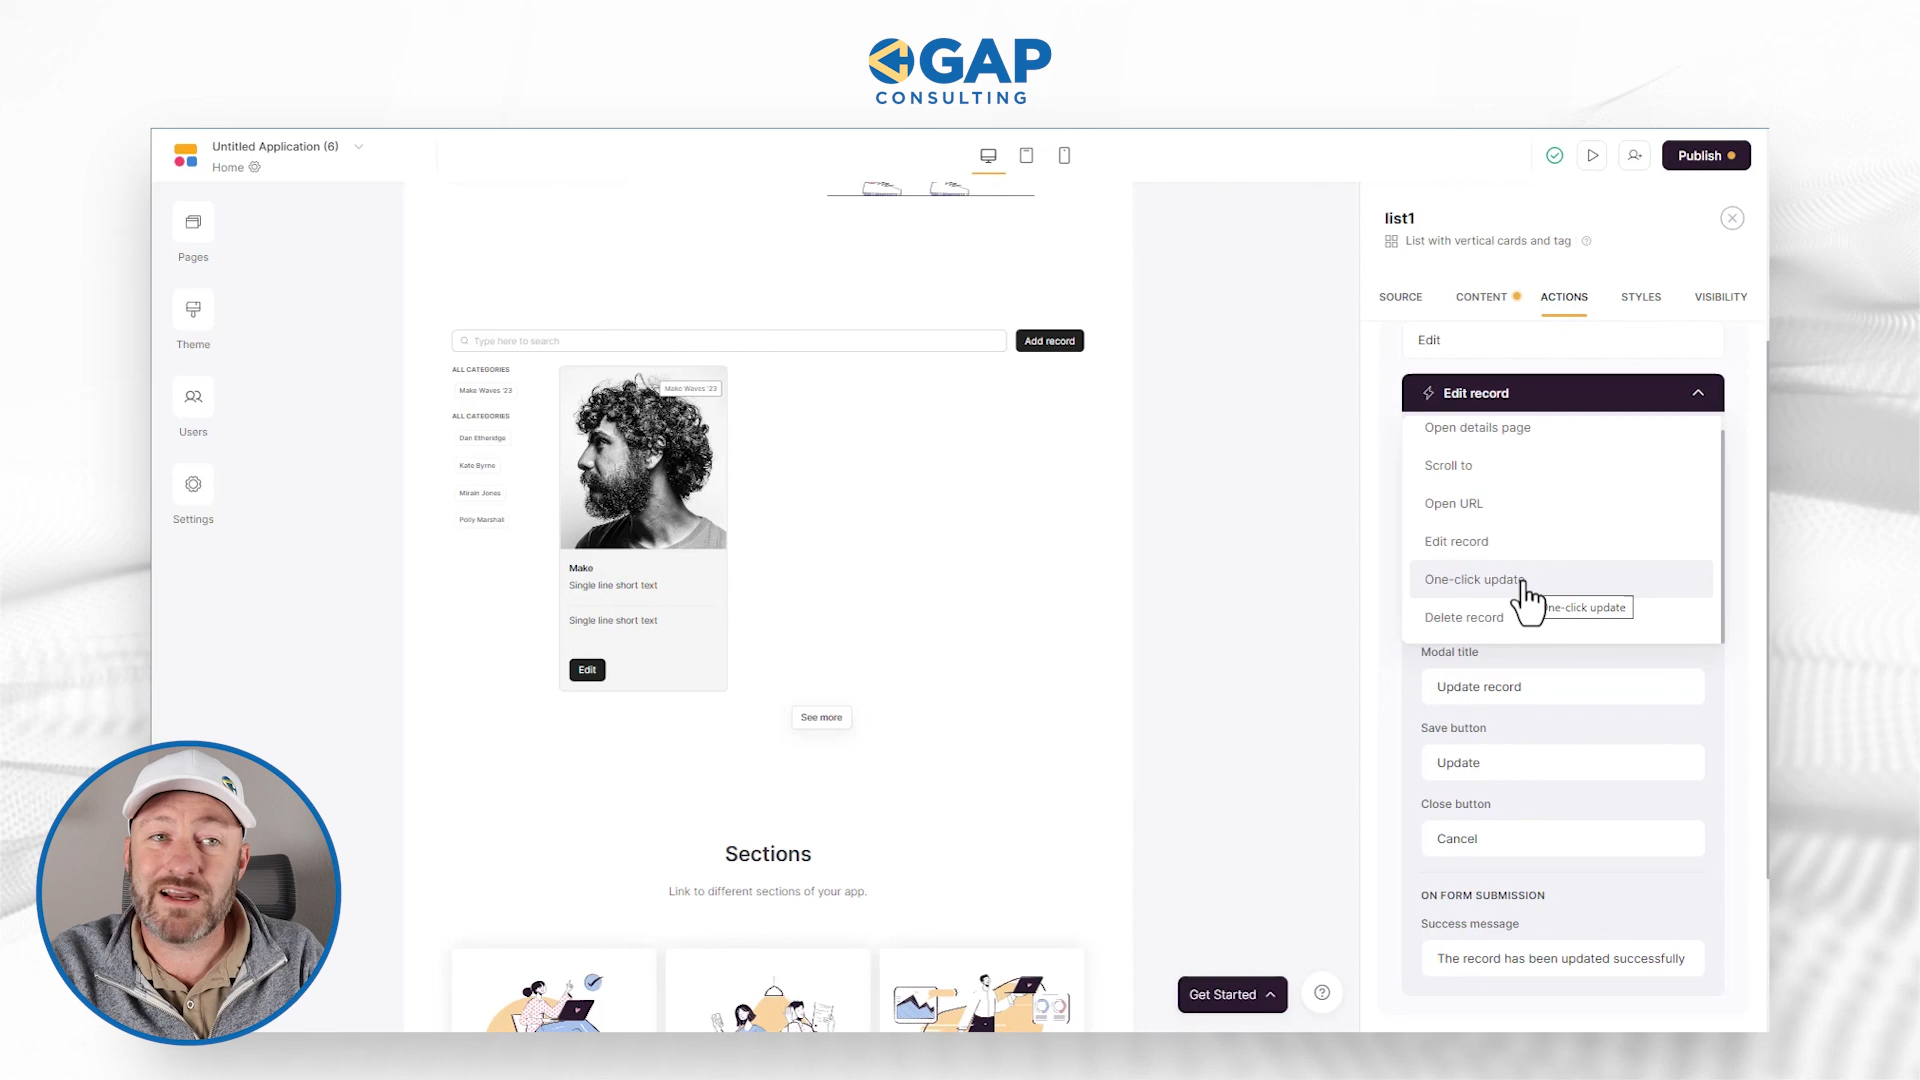 GAP
CONSULTING
Untitled Application (6)
Home
Publish
Pages
Theme
Users
Settings
Type here to search
Add record
ALL CATEGORIES
Make Waves '23
ALL CATEGORIES
Dan Etheridge
Kate Byrne
Mirain Jones
Polly Marshall
Make Waves '23
Make
Single line short text
Single line short text
Edit
See more
Sections
Link to different sections of your app.
Get Started
list1
List with vertical cards and tag
SOURCE
CONTENT
ACTIONS
STYLES
VISIBILITY
Edit
Edit record
Open details page
Scroll to
Open URL
Edit record
One-click update
ne-click update
Delete record
Modal title
Update record
Save button
Update
Close button
Cancel
ON FORM SUBMISSION
Success message
The record has been updated successfully